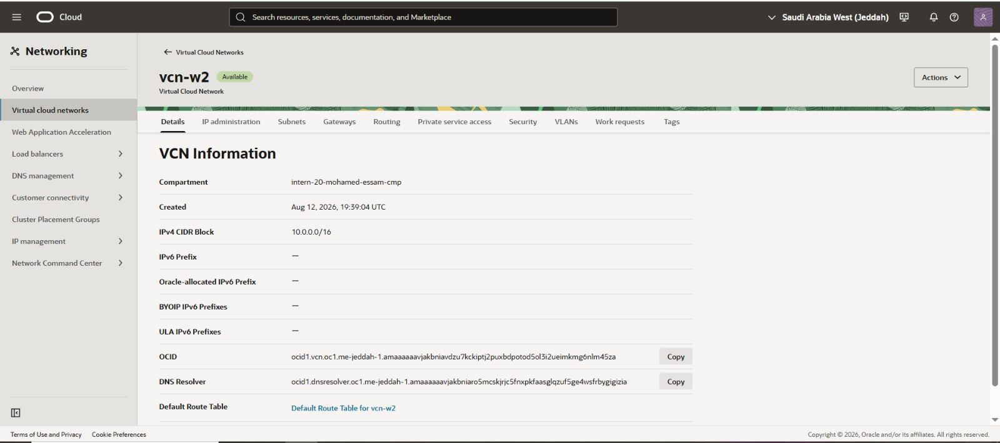 Cloud
Search resources, services, documentation, and Marketplace
Saudi Arabia West (Jeddah)
Networking
Overview
Virtual cloud networks
Web Application Acceleration
Load balancers
DNS management
Customer connectivity
Cluster Placement Groups
IP management
Network Command Center
Virtual Cloud Networks
vcn-w2 Available
Virtual Cloud Network
Actions
Details IP administration Subnets Gateways Routing Private service access Security VLANs Work requests Tags
VCN Information
Compartment intern-20-mohamed-essam-cmp
Created Aug 12, 2026, 19:39:04 UTC
IPv4 CIDR Block 10.0.0.0/16
IPv6 Prefix —
Oracle-allocated IPv6 Prefix —
BYOIP IPv6 Prefixes —
ULA IPv6 Prefixes —
OCID ocid1.vcn.oc1.me-jeddah-1.amaaaaaavjakbniavdzu7kckiptj2puxbdpotod5ol3i2ueimkmg6nlm45za Copy
DNS Resolver ocid1.dnsresolver.oc1.me-jeddah-1.amaaaaaavjakbniaro5mcskjrjc5fnxpkfaasglqzuf5ge4wsfrbygigizia Copy
Default Route Table Default Route Table for vcn-w2
Terms of Use and Privacy Cookie Preferences
Copyright © 2026, Oracle and/or its affiliates. All rights reserved.